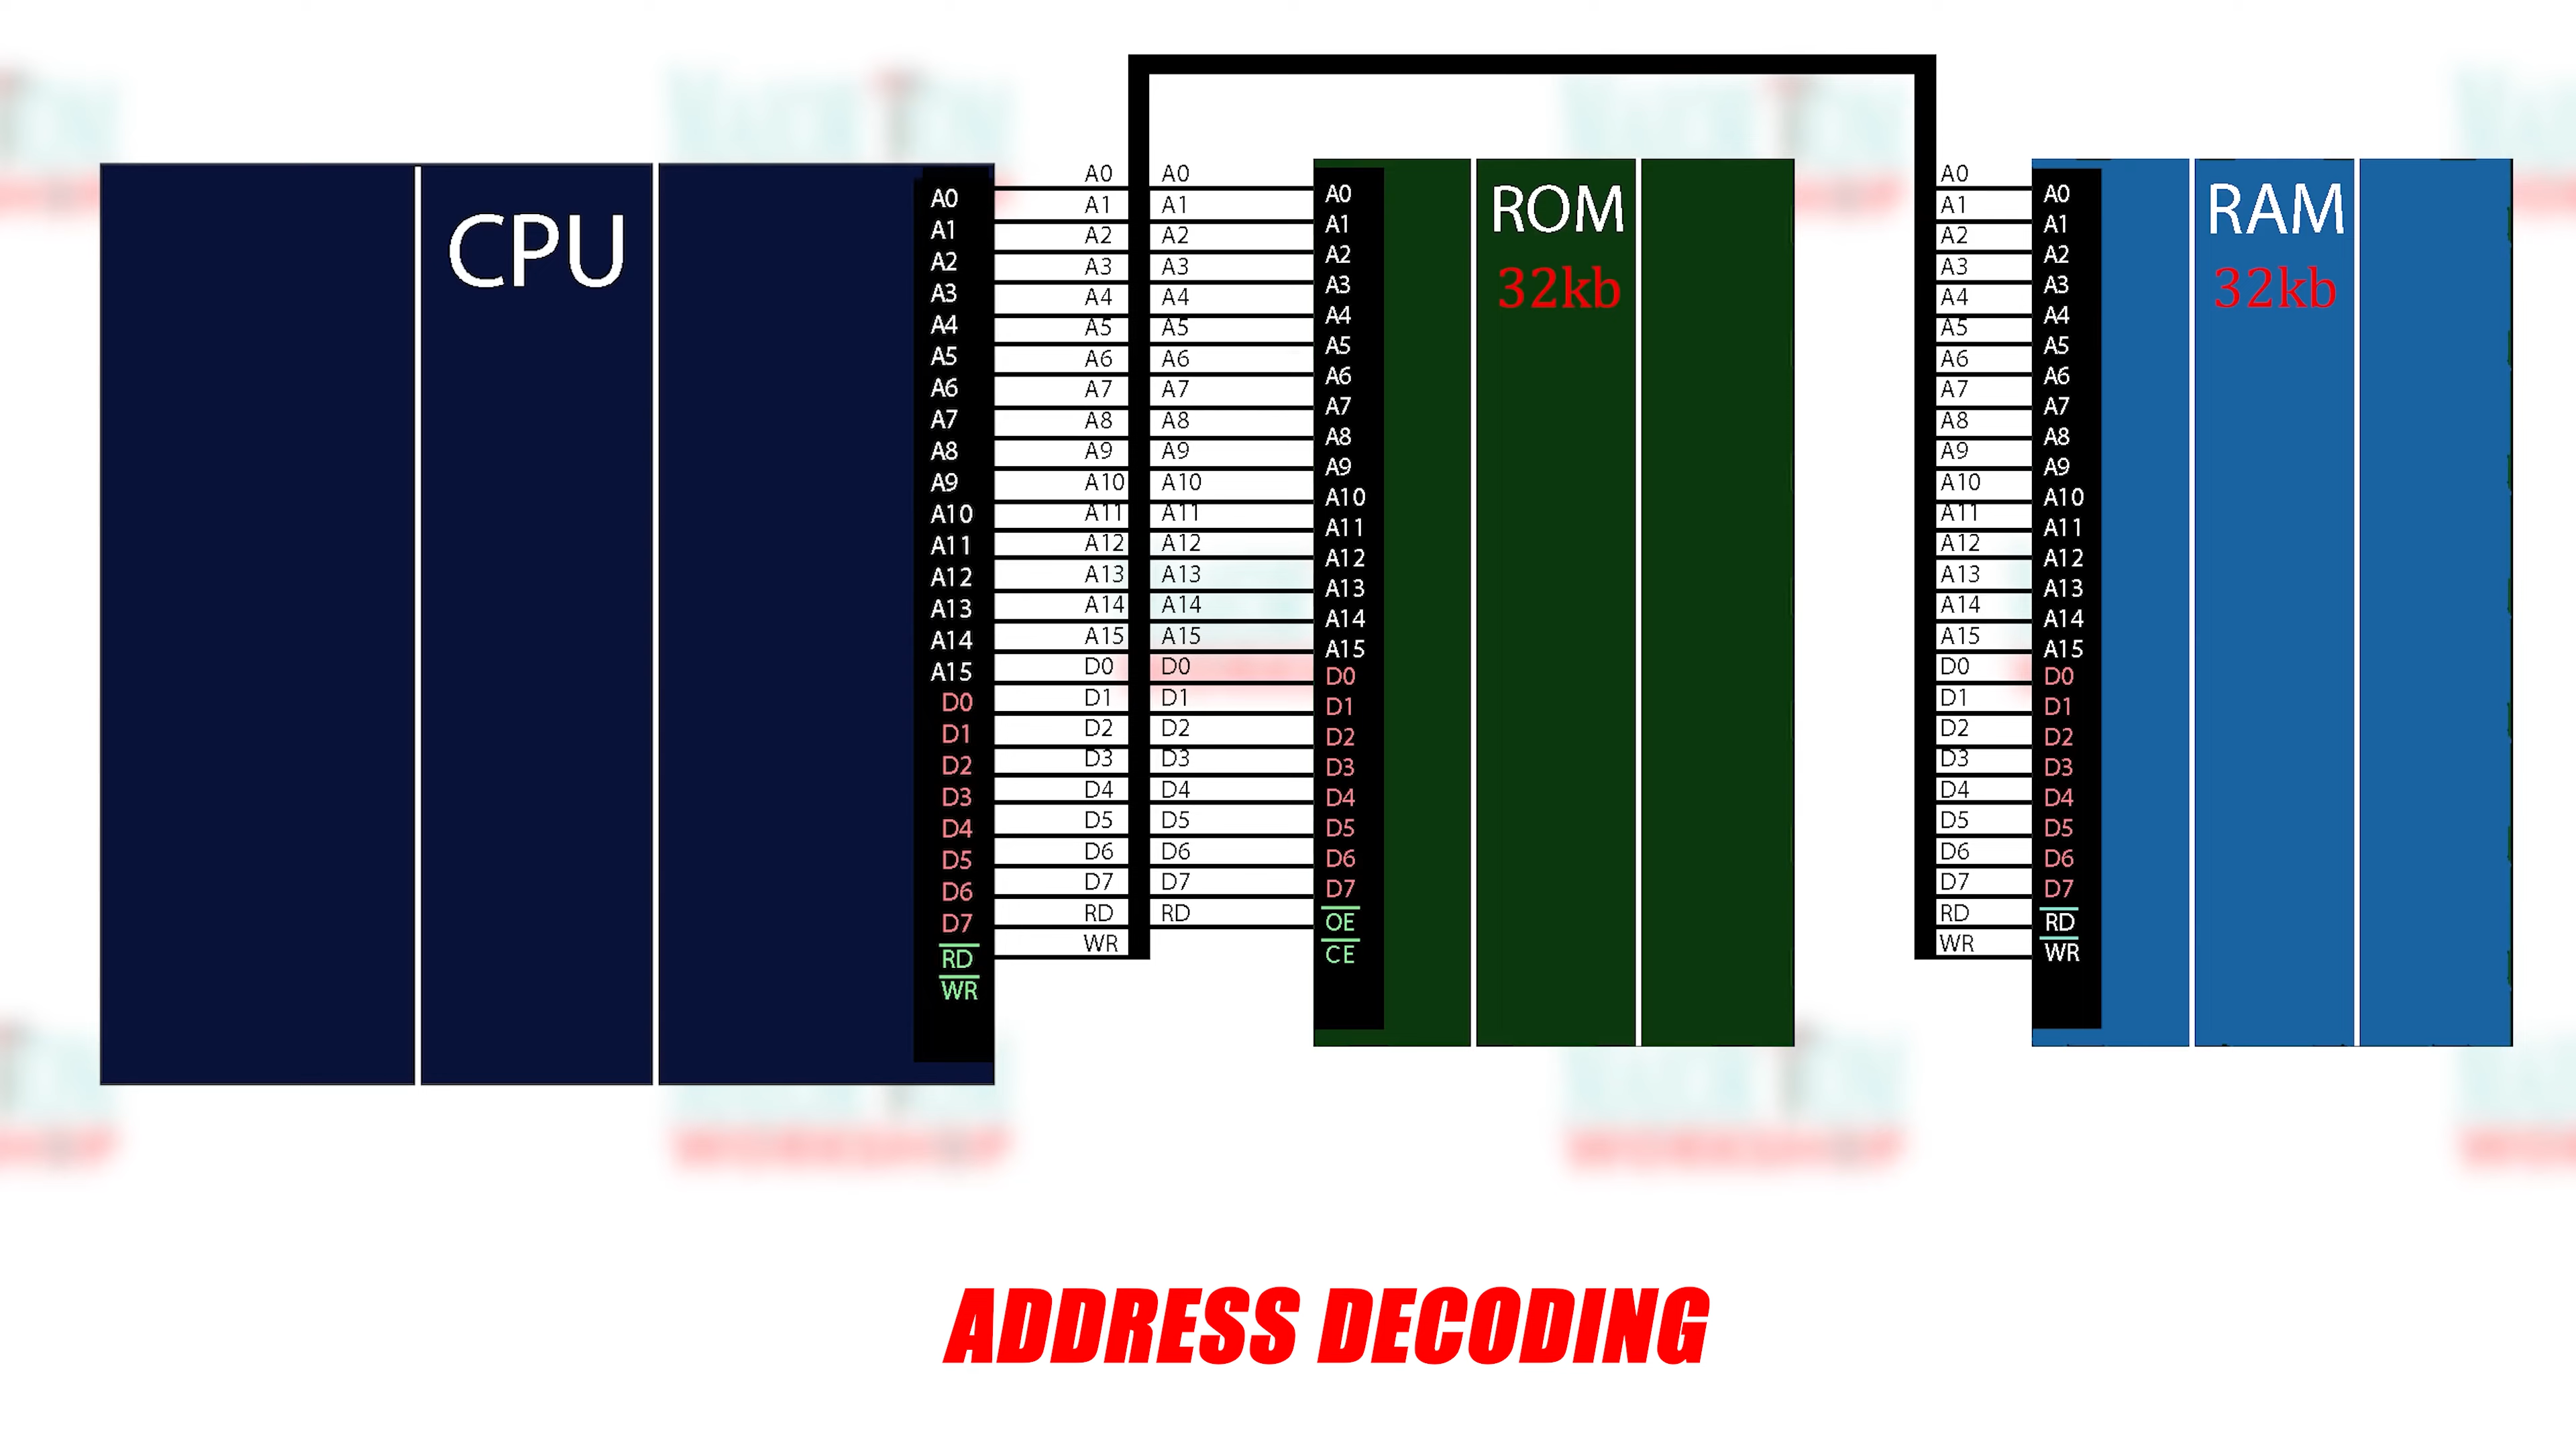 CPU
A0
A1
A2
A3
A4
A5
A6
A7
A8
A9
A10
A11
A12
A13
A14
A15
D0
D1
D2
D3
D4
D5
D6
D7
RD
WR
A0 A0
A1 A1
A2 A2
A3 A3
A4 A4
A5 A5
A6 A6
A7 A7
A8 A8
A9 A9
A10 A10
A11 A11
A12 A12
A13 A13
A14 A14
A15 A15
D0 D0
D1 D1
D2 D2
D3 D3
D4 D4
D5 D5
D6 D6
D7 D7
RD RD
WR
ROM
32kb
A0
A1
A2
A3
A4
A5
A6
A7
A8
A9
A10
A11
A12
A13
A14
A15
D0
D1
D2
D3
D4
D5
D6
D7
OE
CE
A0
A1
A2
A3
A4
A5
A6
A7
A8
A9
A10
A11
A12
A13
A14
A15
D0
D1
D2
D3
D4
D5
D6
D7
RD
WR
RAM
32kb
A0
A1
A2
A3
A4
A5
A6
A7
A8
A9
A10
A11
A12
A13
A14
A15
D0
D1
D2
D3
D4
D5
D6
D7
RD
WR
ADDRESS DECODING